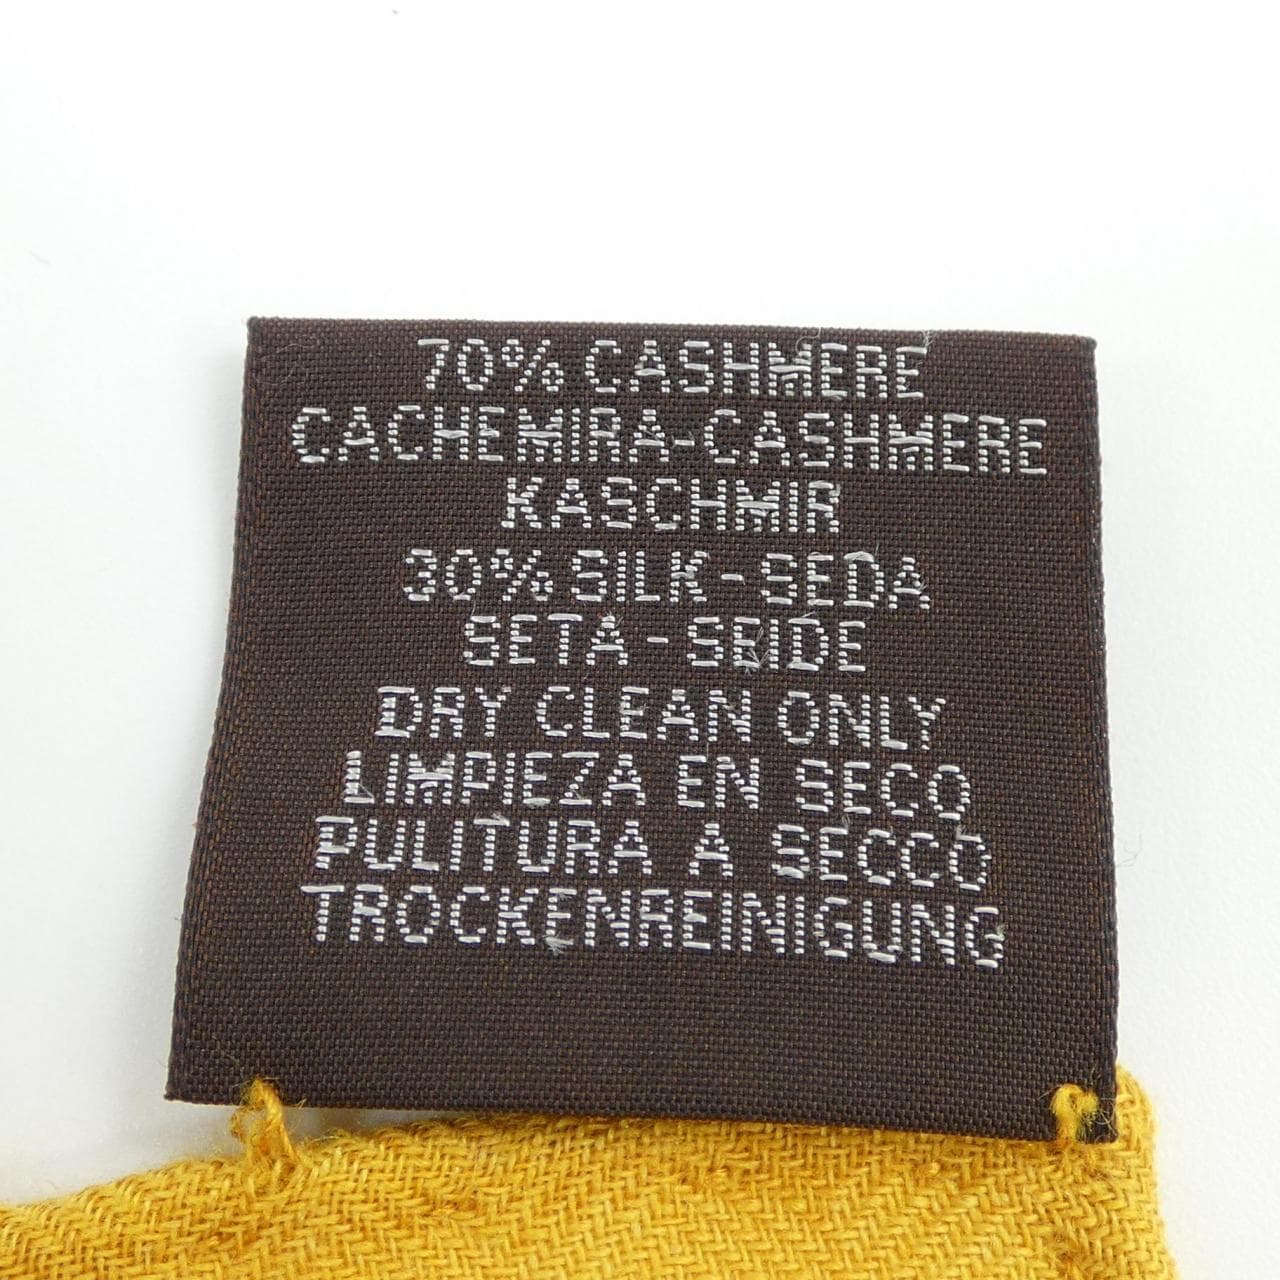 70% CASHMERE
CACHEMIRA-CASHMERE
KASCHMIR
30% SILK - SEDA
SETA - SEIDE
DRY CLEAN ONLY
LIMPIEZA EN SECO
PULITURA A SECCO
TROCKENREINIGUNG